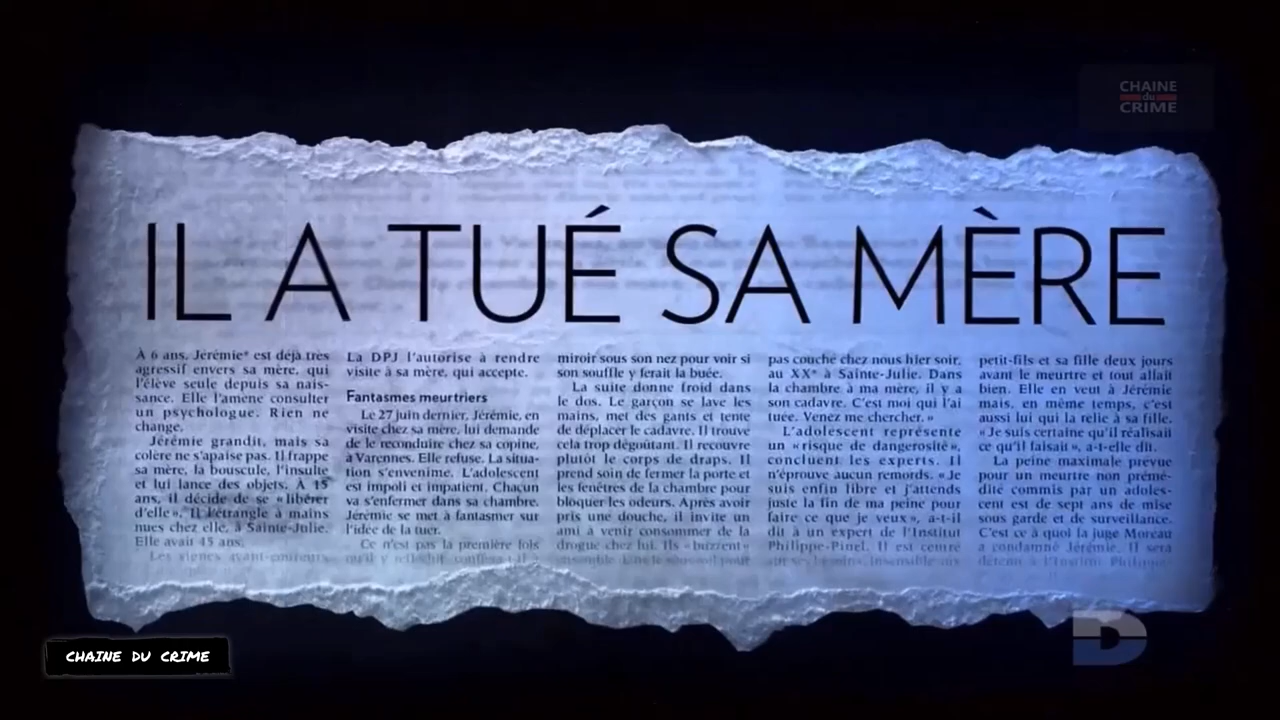 CHAINE
du
CRIME
IL A TUÉ SA MÈRE
À 6 ans, Jérémie* est déjà très
agressif envers sa mère, qui
l'élève seule depuis sa nais-
sance. Elle l'amène consulter
un psychologue. Rien ne
change.
Jérémie grandit, mais sa
colère ne s'apaise pas. Il frappe
sa mère, la bouscule, l'insulte
et lui lance des objets. À 15
ans, il décide de se « libérer
d'elle ». Il l'étrangle à mains
nues chez elle, à Sainte-Julie.
Elle avait 45 ans.
Les signes avant-coureurs
La DPJ l'autorise à rendre
visite à sa mère, qui accepte.
Fantasmes meurtriers
Le 27 juin dernier, Jérémie, en
visite chez sa mère, lui demande
de le reconduire chez sa copine,
à Varennes. Elle refuse. La situa-
tion s'envenime. L'adolescent
est impoli et impatient. Chacun
va s'enfermer dans sa chambre.
Jérémie se met à fantasmer sur
l'idée de la tuer.
Ce n'est pas la première fois
qu'il y réfléchit, confiera-t-il à
miroir sous son nez pour voir si
son souffle y ferait la buée.
La suite donne froid dans
le dos. Le garçon se lave les
mains, met des gants et tente
de déplacer le cadavre. Il trouve
cela trop dégoûtant. Il recouvre
plutôt le corps de draps. Il
prend soin de fermer la porte et
les fenêtres de la chambre pour
bloquer les odeurs. Après avoir
pris une douche, il invite un
ami à venir consommer de la
drogue chez lui. Ils « buzzent »
pas couché chez nous hier soir,
au XX* à Sainte-Julie. Dans
la chambre à ma mère, il y a
son cadavre. C'est moi qui l'ai
tuée. Venez me chercher. »
L'adolescent représente
un « risque de dangerosité »,
concluent les experts. Il
n'éprouve aucun remords. « Je
suis enfin libre et j'attends
juste la fin de ma peine pour
faire ce que je veux », a-t-il
dit à un expert de l'Institut
Philippe-Pinel. Il est centré
sur ses besoins, insensible aux
petit-fils et sa fille deux jours
avant le meurtre et tout allait
bien. Elle en veut à Jérémie
mais, en même temps, c'est
aussi lui qui la relie à sa fille.
« Je suis certaine qu'il réalisait
ce qu'il faisait », a-t-elle dit.
La peine maximale prévue
pour un meurtre non prémé-
dité commis par un adoles-
cent est de sept ans de mise
sous garde et de surveillance.
C'est ce à quoi la juge Moreau
a condamné Jérémie. Il sera
détenu à l'Institut Philippe-
CHAINE DU CRIME
D